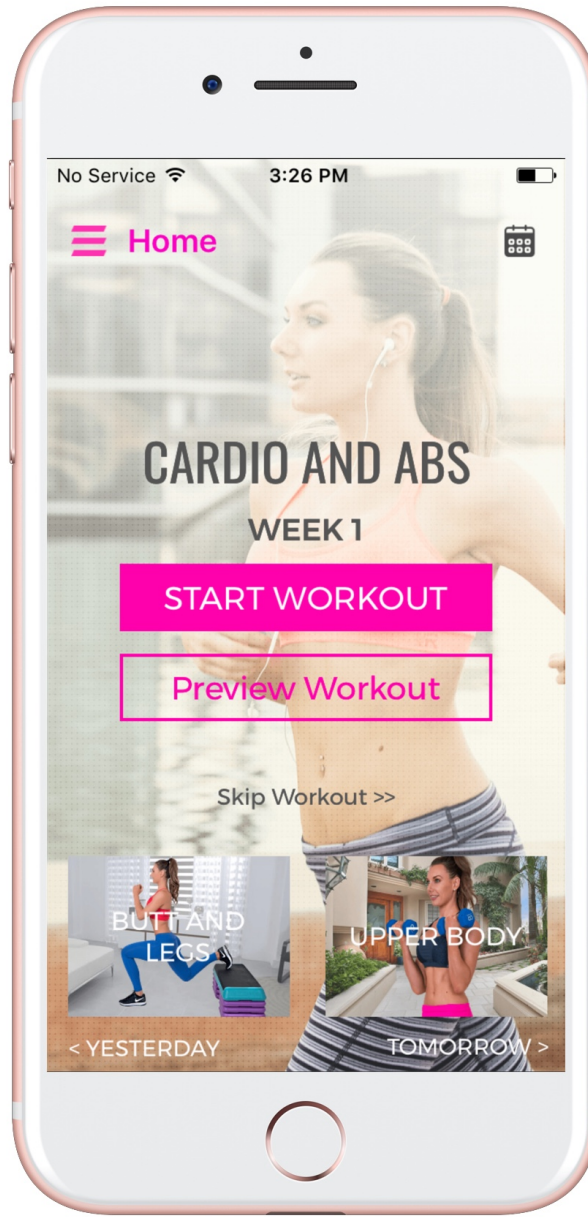 No Service 3:26 PM
Home
CARDIO AND ABS
WEEK 1
START WORKOUT
Preview Workout
Skip Workout >>
BUTT AND
LEGS
UPPER BODY
< YESTERDAY
TOMORROW >